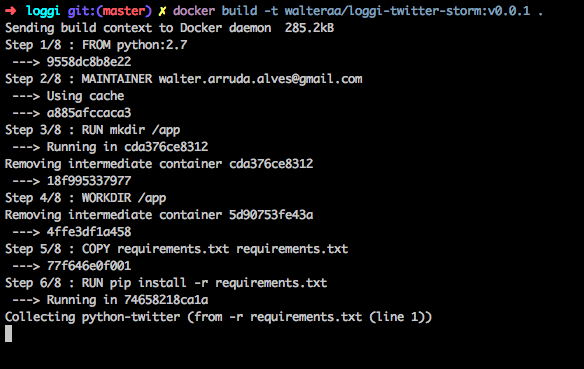 ➜ loggi git:(master) ✗ docker build -t walteraa/loggi-twitter-storm:v0.0.1 .
Sending build context to Docker daemon 285.2kB
Step 1/8 : FROM python:2.7
---> 9558dc8b8e22
Step 2/8 : MAINTAINER walter.arruda.alves@gmail.com
---> Using cache
---> a885afccaca3
Step 3/8 : RUN mkdir /app
---> Running in cda376ce8312
Removing intermediate container cda376ce8312
---> 18f995337977
Step 4/8 : WORKDIR /app
Removing intermediate container 5d90753fe43a
---> 4ffe3df1a458
Step 5/8 : COPY requirements.txt requirements.txt
---> 77f646e0f001
Step 6/8 : RUN pip install -r requirements.txt
---> Running in 74658218ca1a
Collecting python-twitter (from -r requirements.txt (line 1))